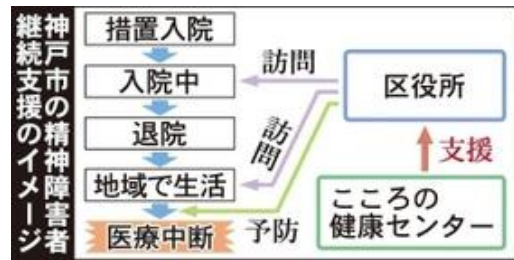 神戸市の精神障害者
継続支援のイメージ
措置入院
入院中
退院
地域で生活
医療中断
訪問
訪問
予防
区役所
支援
こころの
健康センター